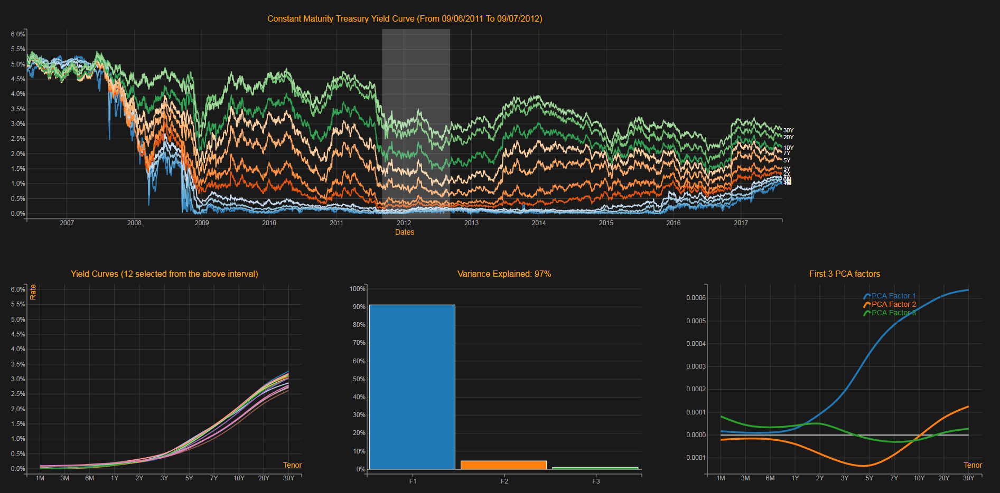 Constant Maturity Treasury Yield Curve (From 09/06/2011 To 09/07/2012)
6.0%
5.5%
5.0%
4.5%
4.0%
3.5%
3.0%
2.5%
2.0%
1.5%
1.0%
0.5%
0.0%
30Y
20Y
10Y
7Y
5Y
3Y
2Y
1M
2007 2008 2009 2010 2011 2012 2013 2014 2015 2016 2017
Dates
Yield Curves (12 selected from the above interval)
Rate
6.0%
5.5%
5.0%
4.5%
4.0%
3.5%
3.0%
2.5%
2.0%
1.5%
1.0%
0.5%
0.0%
Tenor
1M 3M 6M 1Y 2Y 3Y 5Y 7Y 10Y 20Y 30Y
Variance Explained: 97%
100%
90%
80%
70%
60%
50%
40%
30%
20%
10%
0%
F1 F2 F3
First 3 PCA factors
PCA Factor 1
PCA Factor 2
PCA Factor 3
0.0006
0.0005
0.0004
0.0003
0.0002
0.0001
0.0000
-0.0001
Tenor
1M 3M 6M 1Y 2Y 3Y 5Y 7Y 10Y 20Y 30Y